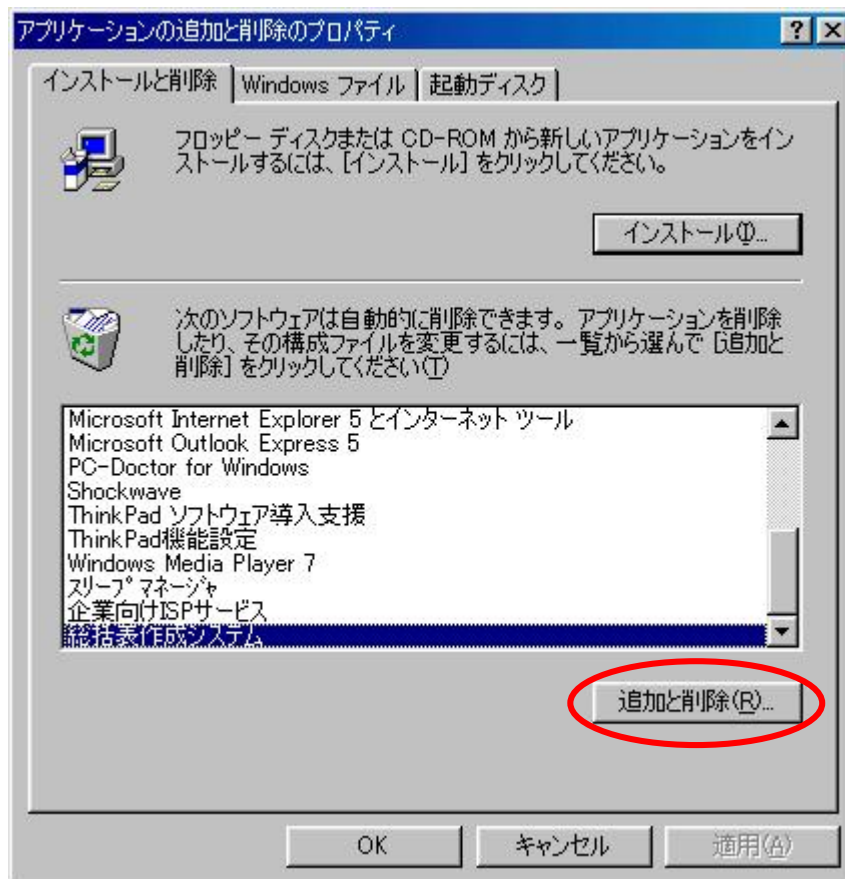 アプリケーションの追加と削除のプロパティ
インストールと削除 Windows ファイル 起動ディスク
フロッピー ディスクまたは CD-ROM から新しいアプリケーションをイン
ストールするには、[インストール] をクリックしてください。
インストール(I)...
次のソフトウェアは自動的に削除できます。アプリケーションを削除
したり、その構成ファイルを変更するには、一覧から選んで [追加と
削除] をクリックしてください(T)
Microsoft Internet Explorer 5 とインターネット ツール
Microsoft Outlook Express 5
PC-Doctor for Windows
Shockwave
ThinkPad ソフトウェア導入支援
ThinkPad機能設定
Windows Media Player 7
スリープ マネージャ
企業向けISPサービス
総括表作成システム
追加と削除(R)...
OK キャンセル 適用(A)